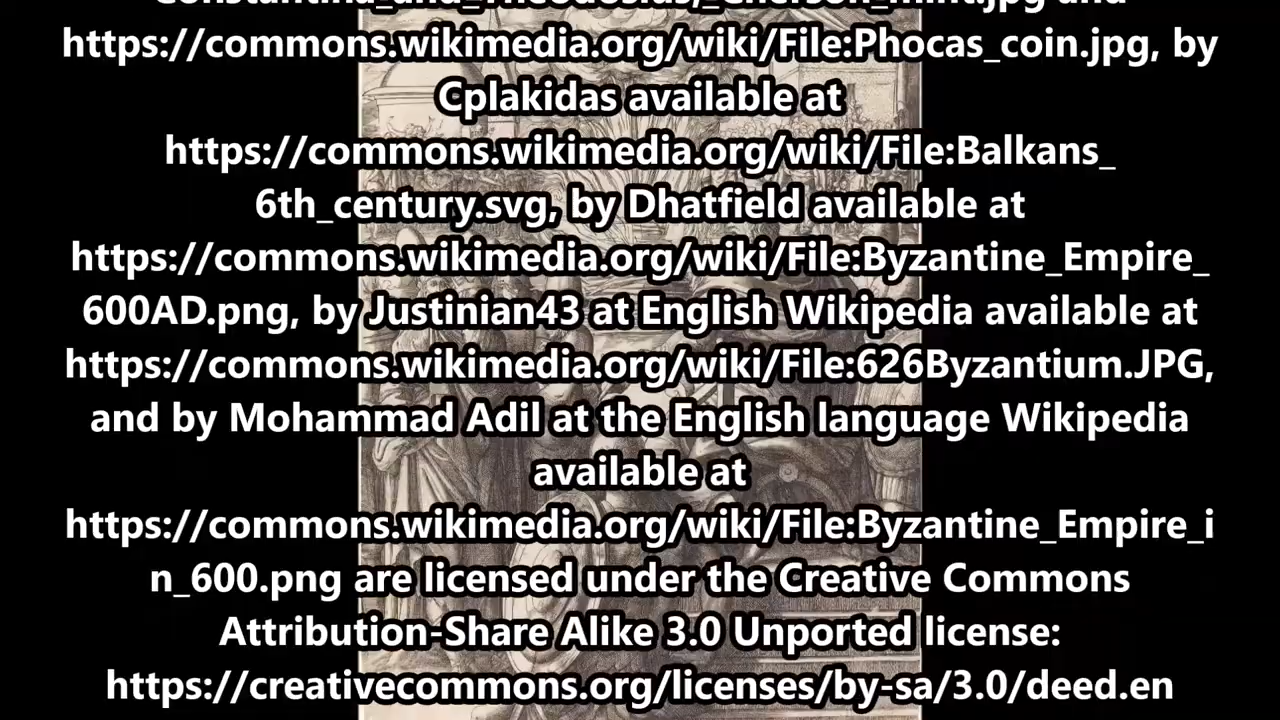 Constantina_and_Theodosius,_Cherson_mint.jpg and
https://commons.wikimedia.org/wiki/File:Phocas_coin.jpg, by
Cplakidas available at
https://commons.wikimedia.org/wiki/File:Balkans_
6th_century.svg, by Dhatfield available at
https://commons.wikimedia.org/wiki/File:Byzantine_Empire_
600AD.png, by Justinian43 at English Wikipedia available at
https://commons.wikimedia.org/wiki/File:626Byzantium.JPG,
and by Mohammad Adil at the English language Wikipedia
available at
https://commons.wikimedia.org/wiki/File:Byzantine_Empire_i
n_600.png are licensed under the Creative Commons
Attribution-Share Alike 3.0 Unported license:
https://creativecommons.org/licenses/by-sa/3.0/deed.en